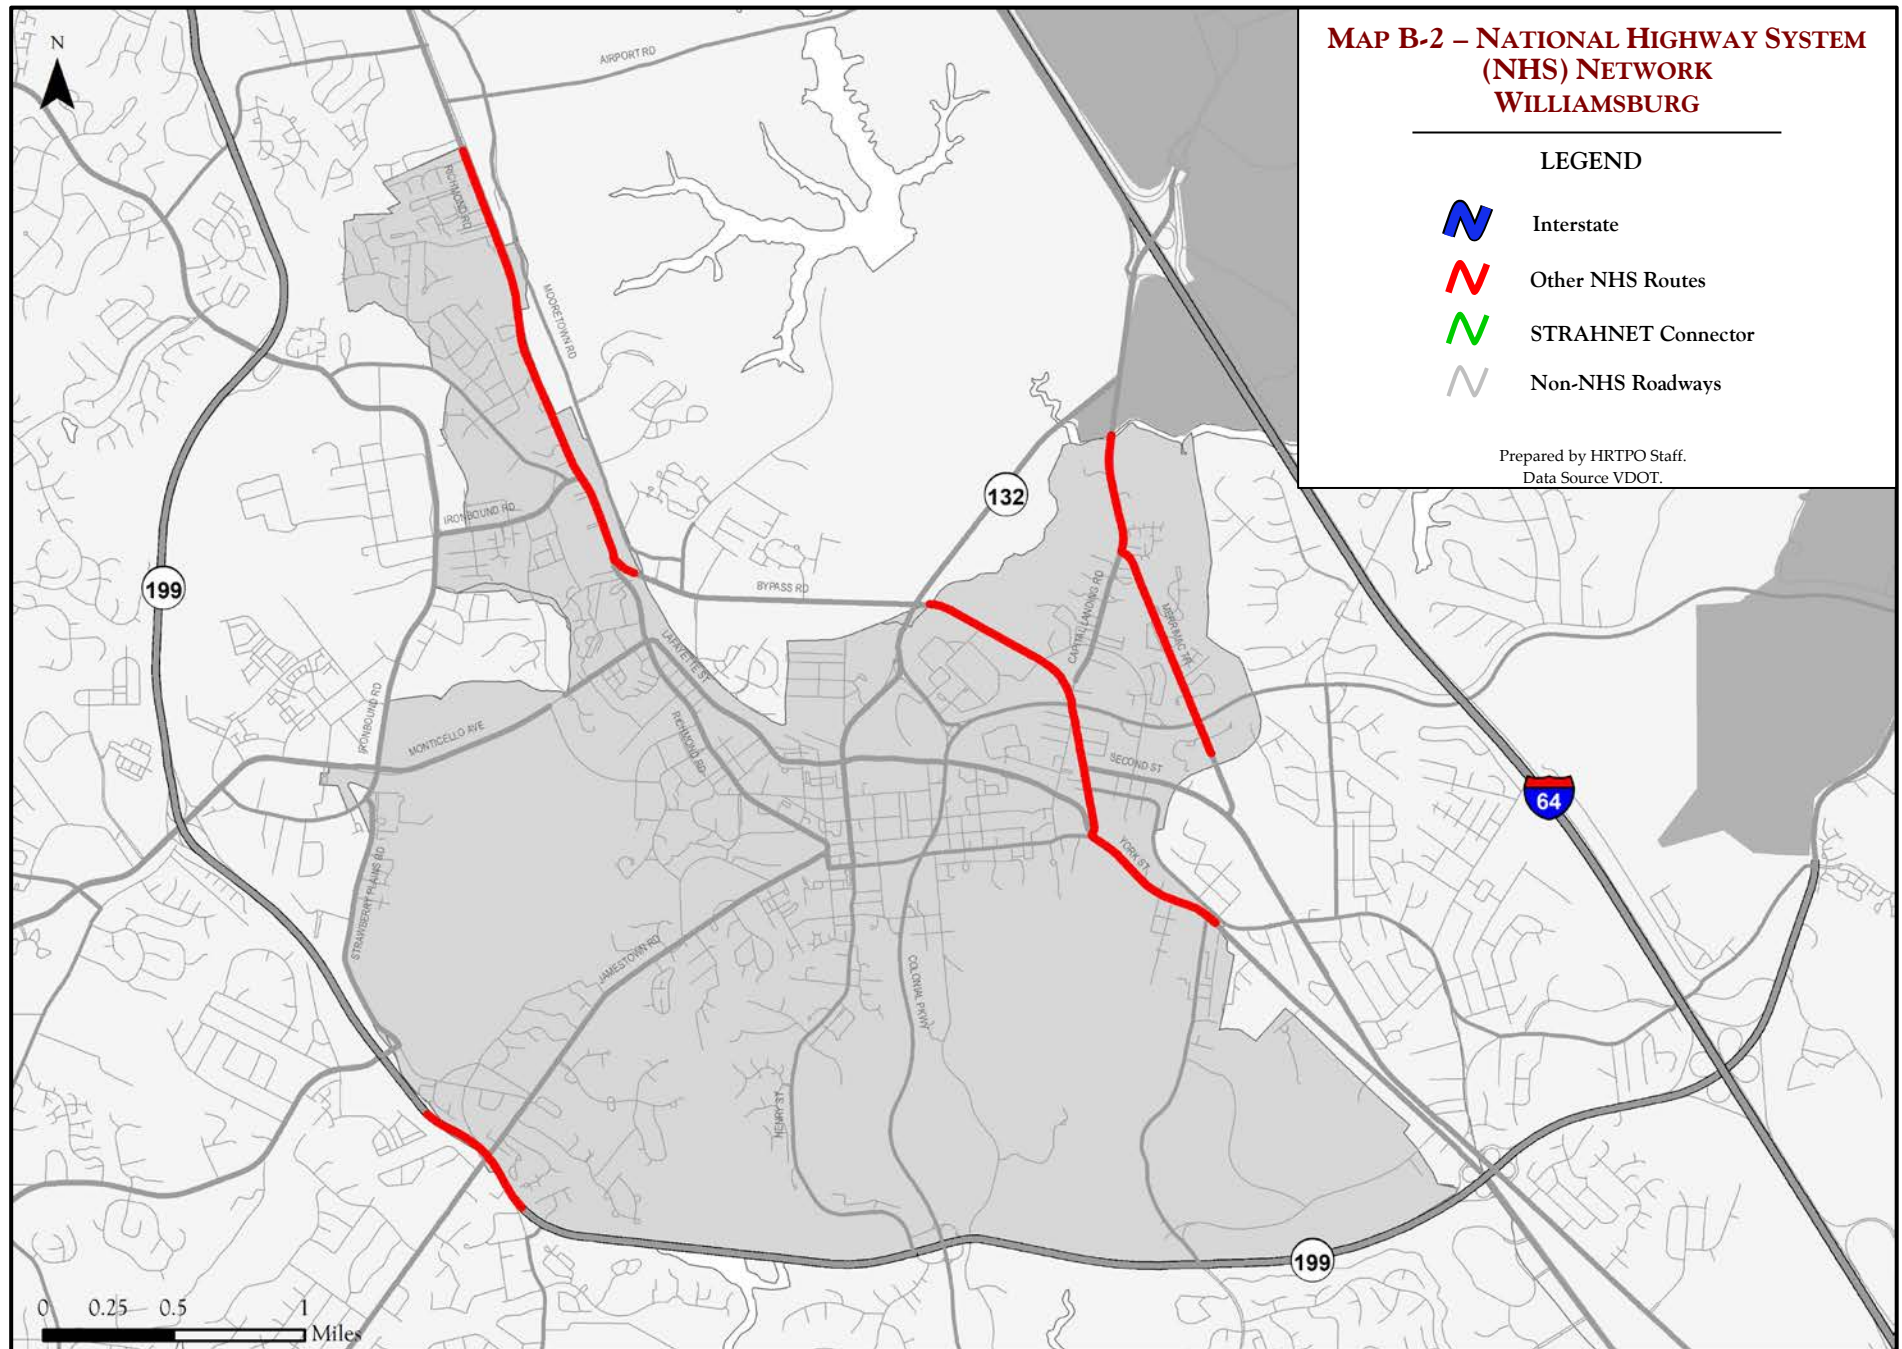 MAP B-2 – NATIONAL HIGHWAY SYSTEM
(NHS) NETWORK
WILLIAMSBURG
LEGEND
Interstate
Other NHS Routes
STRAHNET Connector
Non-NHS Roadways
Prepared by HRTPO Staff.
Data Source VDOT.
N
AIRPORT RD
RICHMOND RD
MOORETOWN RD
132
IRONBOUND RD
199
BYPASS RD
CAPITAL LANDING RD
MERRIMAC TR
LAFAYETTE ST
IRONBOUND RD
MONTICELLO AVE
RICHMOND RD
SECOND ST
64
YORK ST
STRAWBERRY PLAINS RD
JAMESTOWN RD
COLONIAL PKWY
HENRY ST
199
0 0.25 0.5 1
Miles